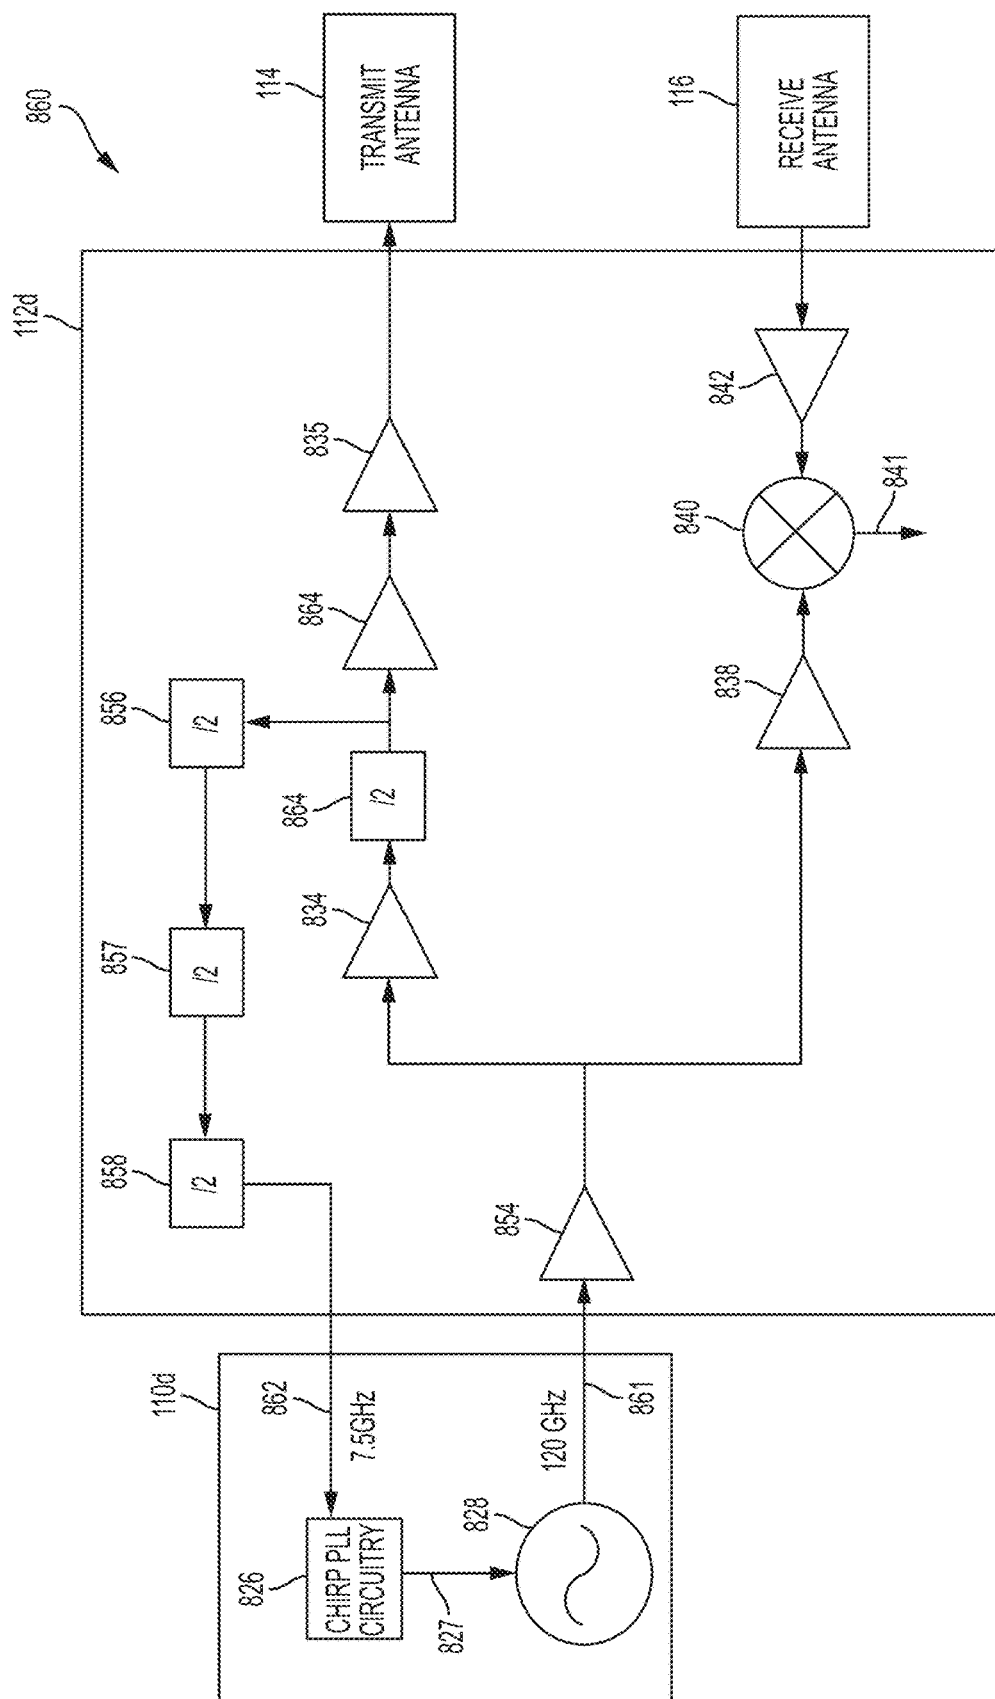 860
112d
114
TRANSMIT
ANTENNA
116
RECEIVE
ANTENNA
835
842
840
841
864
856
/2
838
864
/2
834
857
/2
858
/2
854
110d
862
7.5GHz
120 GHz
861
826
CHIRP PLL
CIRCUITRY
827
828